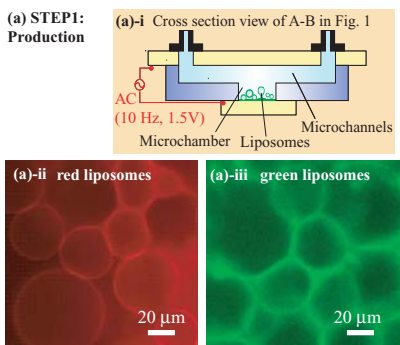 (a) STEP1:
Production
(a)-i Cross section view of A-B in Fig. 1
AC
(10 Hz, 1.5V)
Microchannels
Microchamber Liposomes
(a)-ii red liposomes
20 μm
(a)-iii green liposomes
20 μm